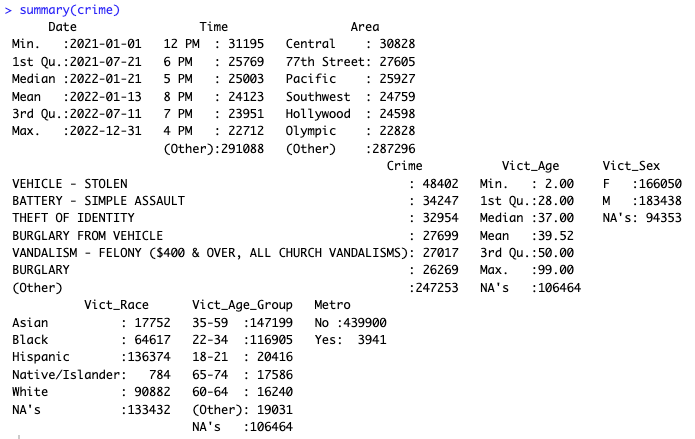 > summary(crime)
      Date                 Time                 Area
 Min.   :2021-01-01   12 PM  : 31195   Central    : 30828
 1st Qu.:2021-07-21   6 PM   : 25769   77th Street: 27605
 Median :2022-01-21   5 PM   : 25003   Pacific    : 25927
 Mean   :2022-01-13   8 PM   : 24123   Southwest  : 24759
 3rd Qu.:2022-07-11   7 PM   : 23951   Hollywood  : 24598
 Max.   :2022-12-31   4 PM   : 22712   Olympic    : 22828
                      (Other):291088   (Other)    :287296
                                                     Crime          Vict_Age      Vict_Sex
 VEHICLE - STOLEN                                       : 48402   Min.   : 2.00   F   :166050
 BATTERY - SIMPLE ASSAULT                               : 34247   1st Qu.:28.00   M   :183438
 THEFT OF IDENTITY                                      : 32954   Median :37.00   NA's: 94353
 BURGLARY FROM VEHICLE                                  : 27699   Mean   :39.52
 VANDALISM - FELONY ($400 & OVER, ALL CHURCH VANDALISMS): 27017   3rd Qu.:50.00
 BURGLARY                                               : 26269   Max.   :99.00
 (Other)                                                :247253   NA's   :106464
           Vict_Race      Vict_Age_Group   Metro
 Asian          : 17752   35-59  :147199   No :439900
 Black          : 64617   22-34  :116905   Yes:  3941
 Hispanic       :136374   18-21  : 20416
 Native/Islander:   784   65-74  : 17586
 White          : 90882   60-64  : 16240
 NA's           :133432   (Other): 19031
                          NA's   :106464